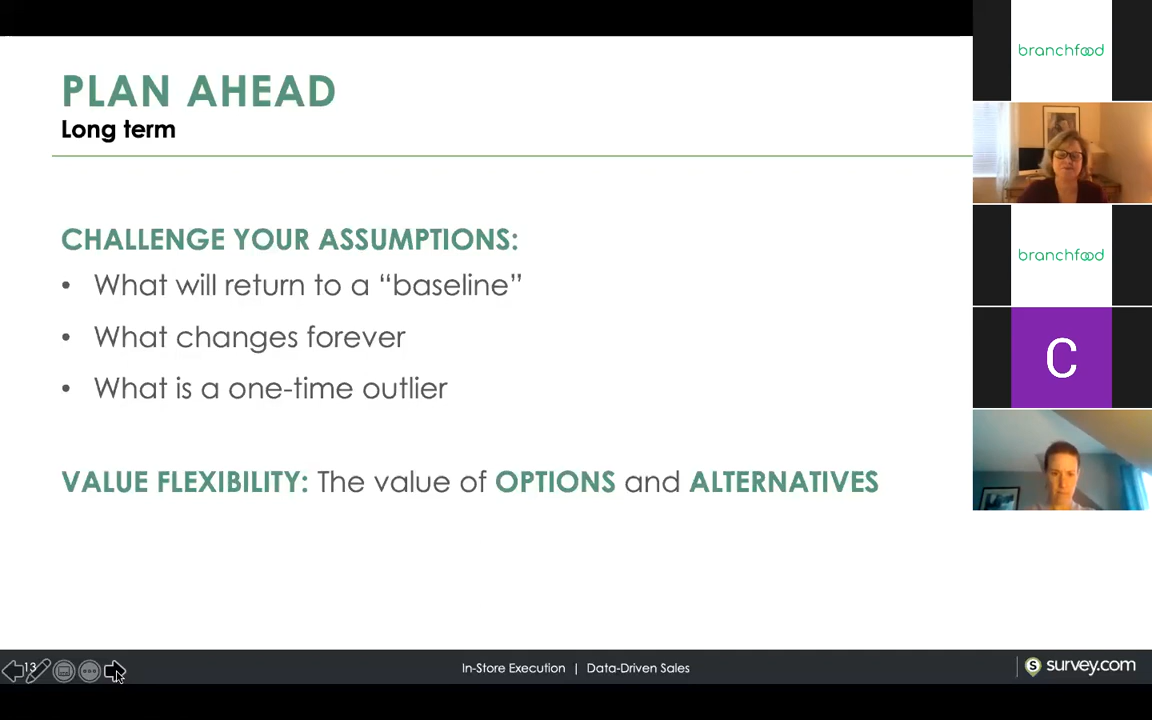 PLAN AHEAD
Long term
CHALLENGE YOUR ASSUMPTIONS:
• What will return to a “baseline”
• What changes forever
• What is a one-time outlier
VALUE FLEXIBILITY: The value of OPTIONS and ALTERNATIVES
13
In-Store Execution | Data-Driven Sales
survey.com
branchfood
branchfood
C